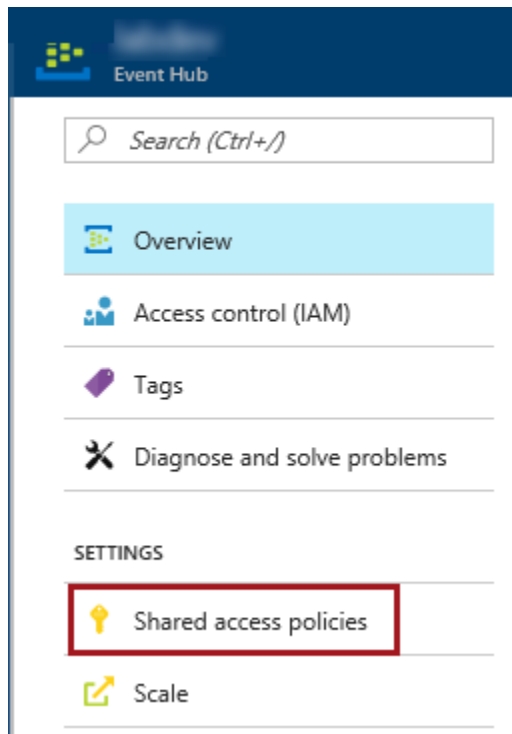 Event Hub
Search (Ctrl+/)
Overview
Access control (IAM)
Tags
Diagnose and solve problems
SETTINGS
Shared access policies
Scale